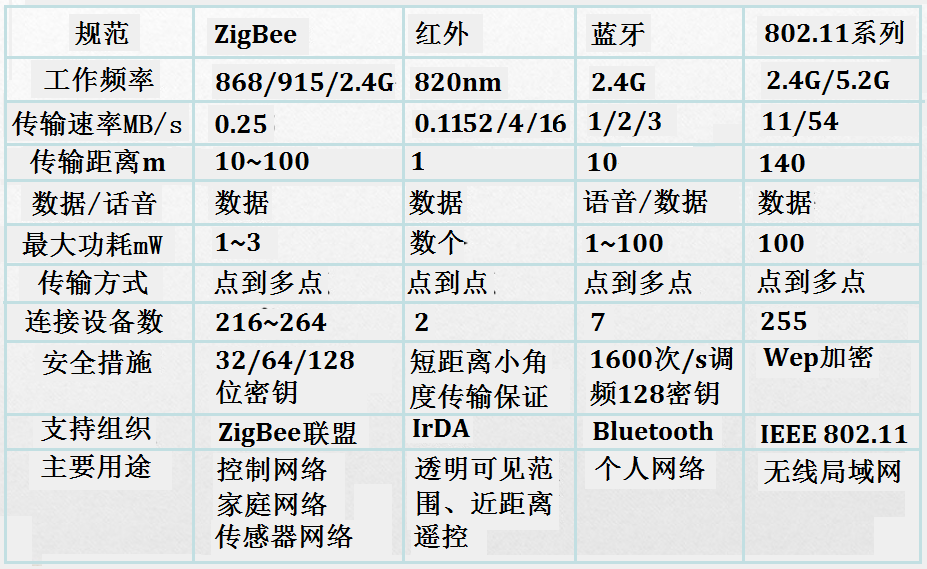 规范 ZigBee 红外 蓝牙 802.11系列
工作频率 868/915/2.4G 820nm 2.4G 2.4G/5.2G
传输速率MB/s 0.25 0.1152/4/16 1/2/3 11/54
传输距离m 10~100 1 10 140
数据/话音 数据 数据 语音/数据 数据
最大功耗mW 1~3 数个 1~100 100
传输方式 点到多点 点到点 点到多点 点到多点
连接设备数 216~264 2 7 255
安全措施 32/64/128 短距离小角 1600次/s调 Wep加密
位密钥 度传输保证 频128密钥
支持组织 ZigBee联盟 IrDA Bluetooth IEEE 802.11
主要用途 控制网络 透明可见范 个人网络 无线局域网
家庭网络 围、近距离
传感器网络 遥控